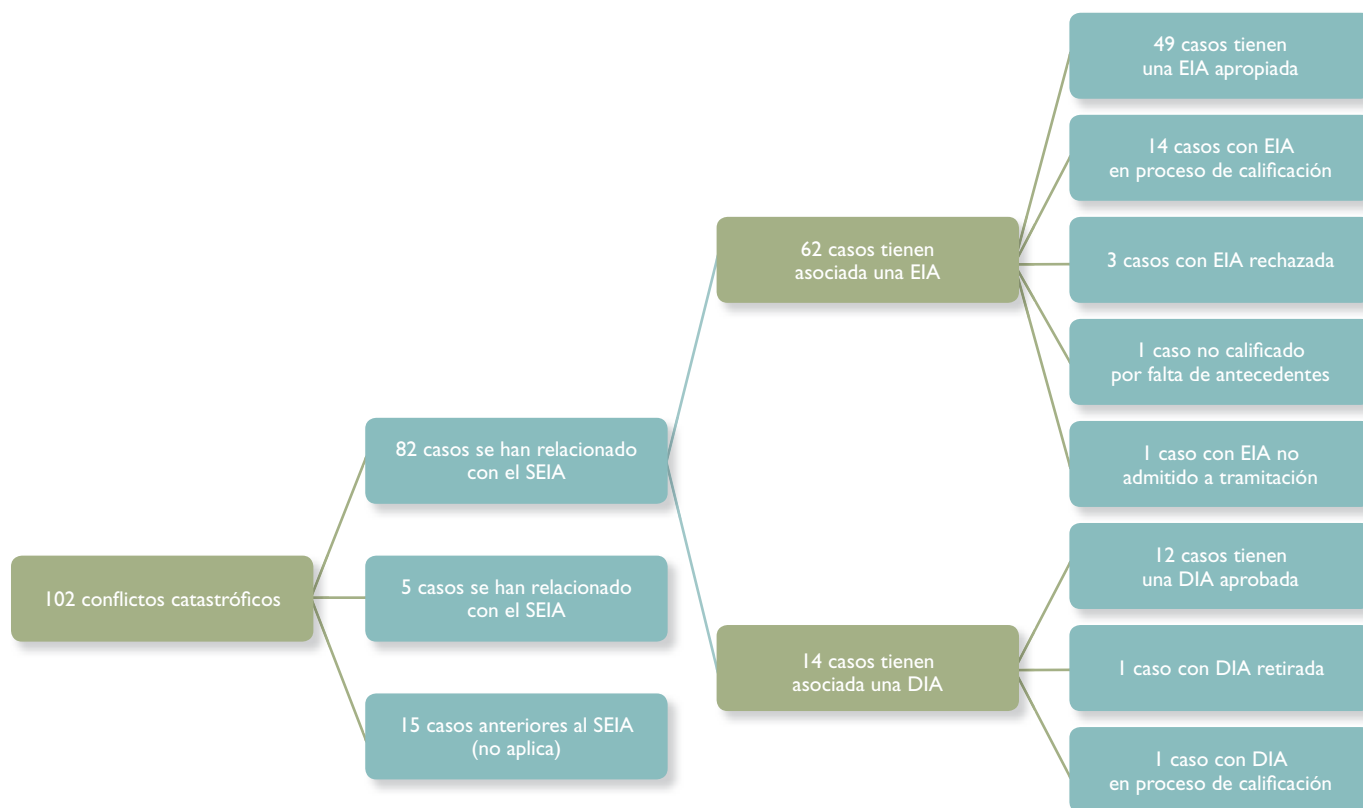 102 conflictos catastróficos
82 casos se han relacionado
con el SEIA
5 casos se han relacionado
con el SEIA
15 casos anteriores al SEIA
(no aplica)
62 casos tienen
asociada una EIA
14 casos tienen
asociada una DIA
49 casos tienen
una EIA apropiada
14 casos con EIA
en proceso de calificación
3 casos con EIA rechazada
1 caso no calificado
por falta de antecedentes
1 caso con EIA no
admitido a tramitación
12 casos tienen
una DIA aprobada
1 caso con DIA retirada
1 caso con DIA
en proceso de calificación